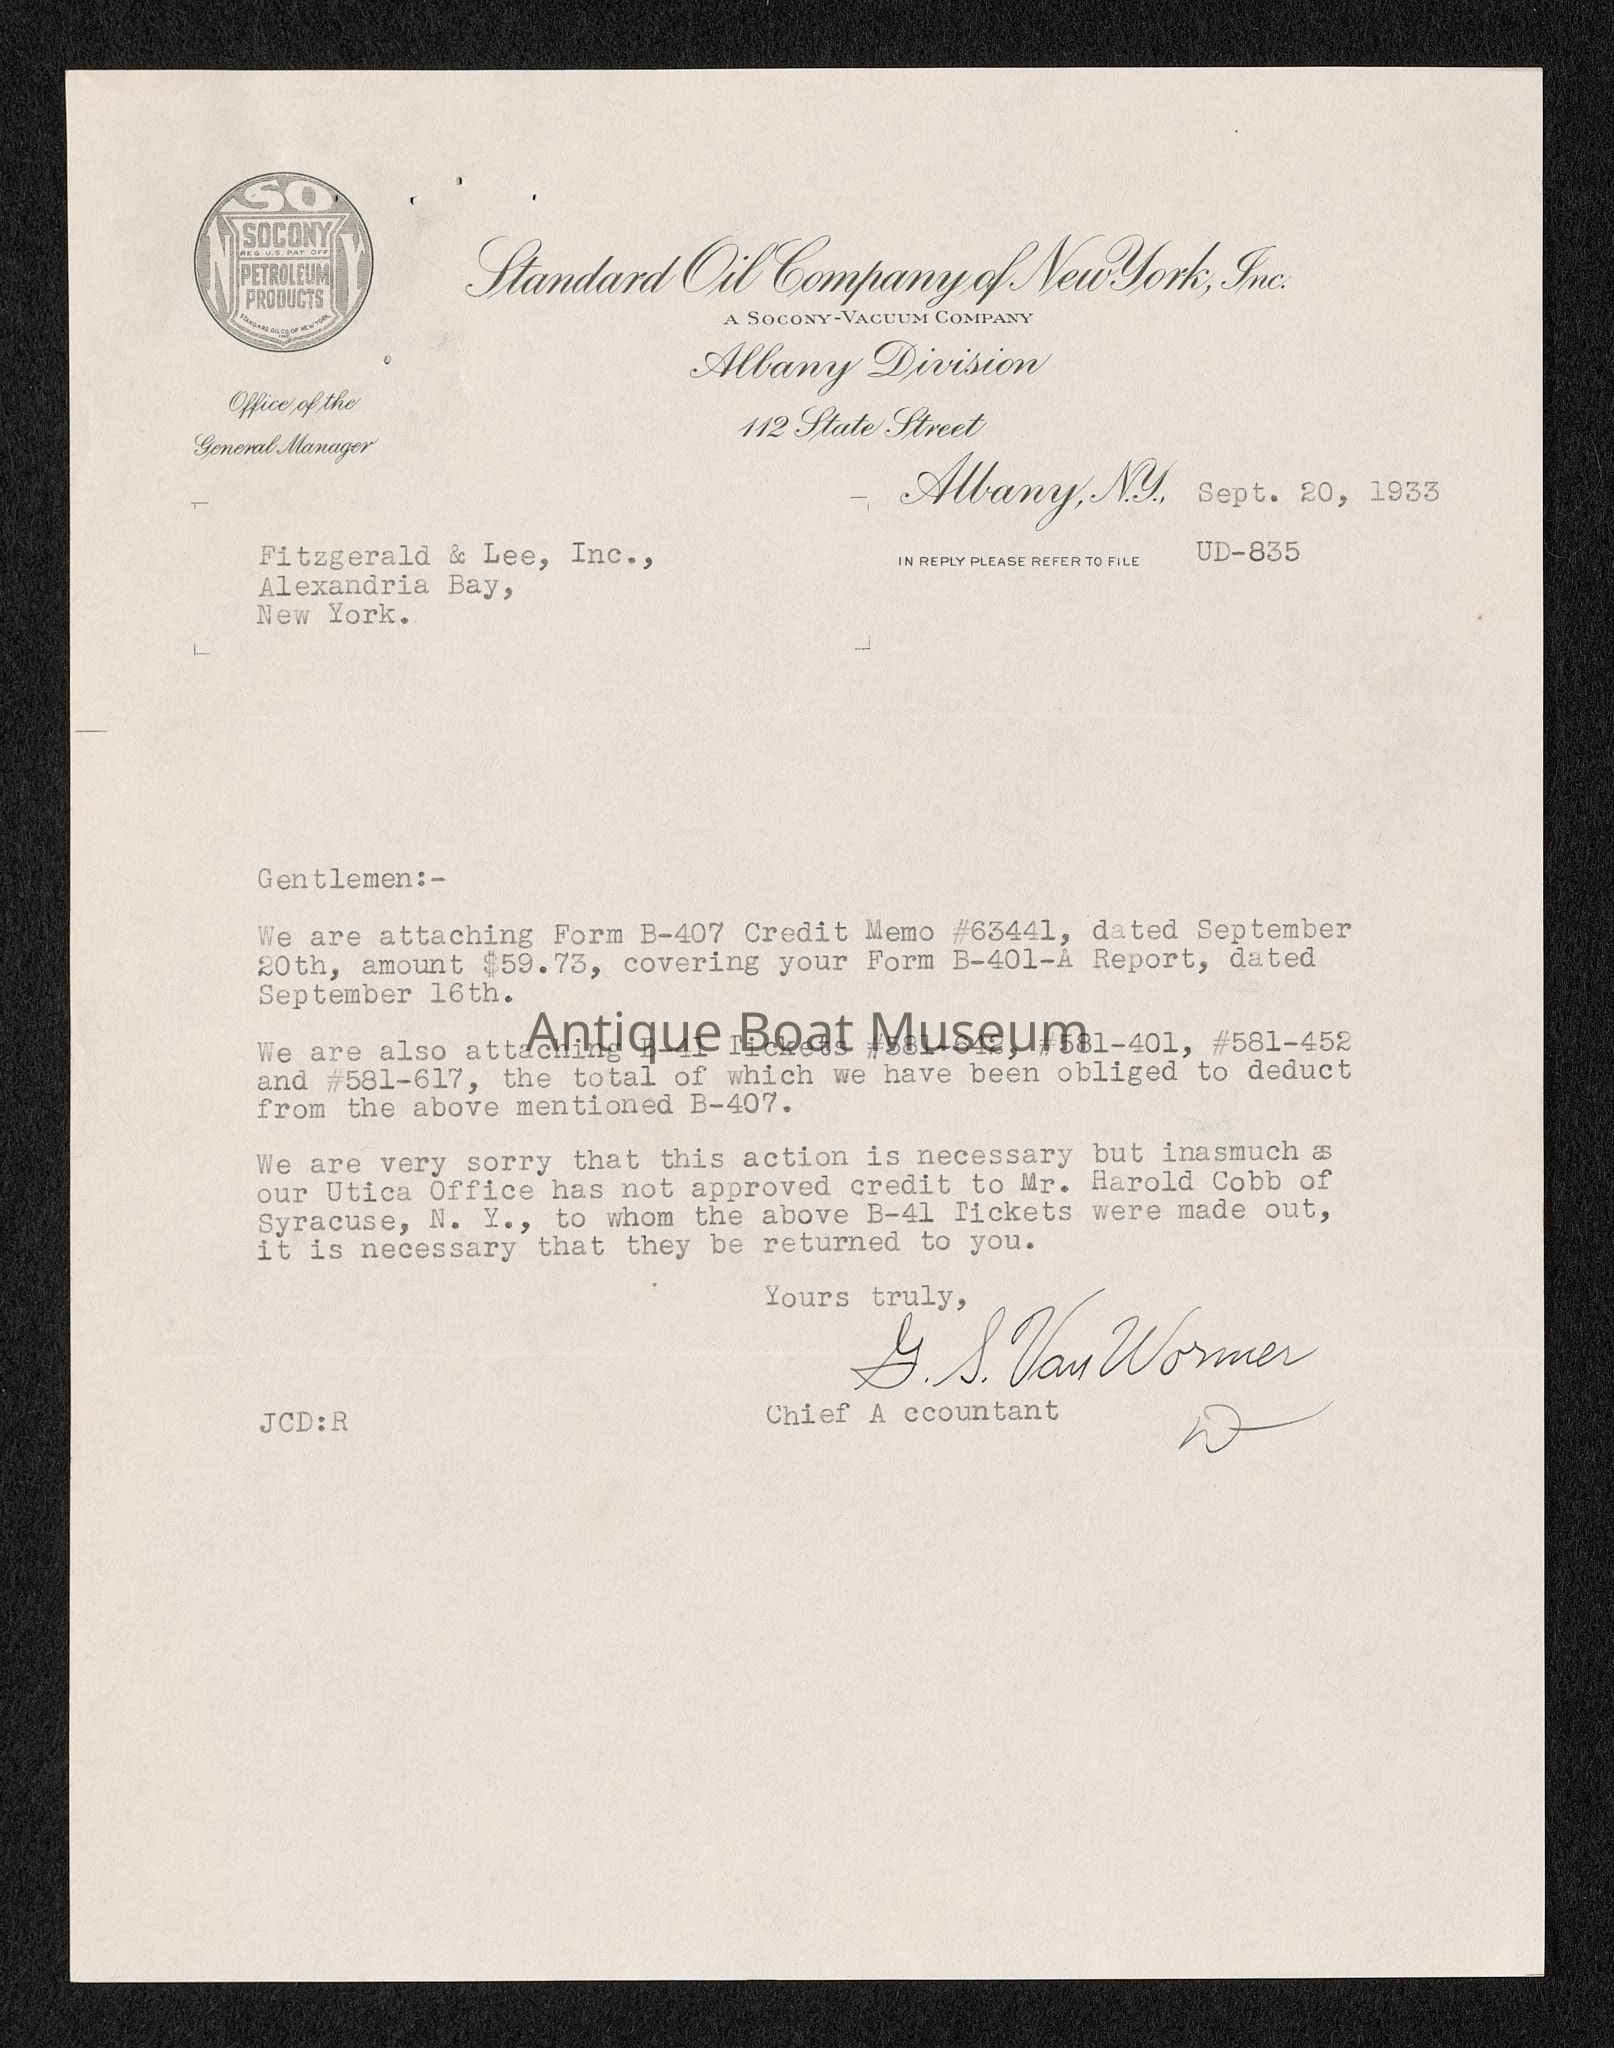 SO
NY
SOCONY
REG. U.S. PAT. OFF.
PETROLEUM
PRODUCTS
STANDARD OIL CO. OF NEW YORK
INC.
Office of the
General Manager
Standard Oil Company of New York, Inc.
A SOCONY-VACUUM COMPANY
Albany Division
112 State Street
Albany, N.Y., Sept. 20, 1933
IN REPLY PLEASE REFER TO FILE UD-835
Fitzgerald & Lee, Inc.,
Alexandria Bay,
New York.
Gentlemen:-
We are attaching Form B-407 Credit Memo #63441, dated September
20th, amount $59.73, covering your Form B-401-A Report, dated
September 16th.
Antique Boat Museum
We are also attaching B-41 Tickets #581-642, #581-401, #581-452
and #581-617, the total of which we have been obliged to deduct
from the above mentioned B-407.
We are very sorry that this action is necessary but inasmuch as
our Utica Office has not approved credit to Mr. Harold Cobb of
Syracuse, N. Y., to whom the above B-41 Tickets were made out,
it is necessary that they be returned to you.
Yours truly,
G. S. Van Wormer
Chief A ccountant
JCD:R